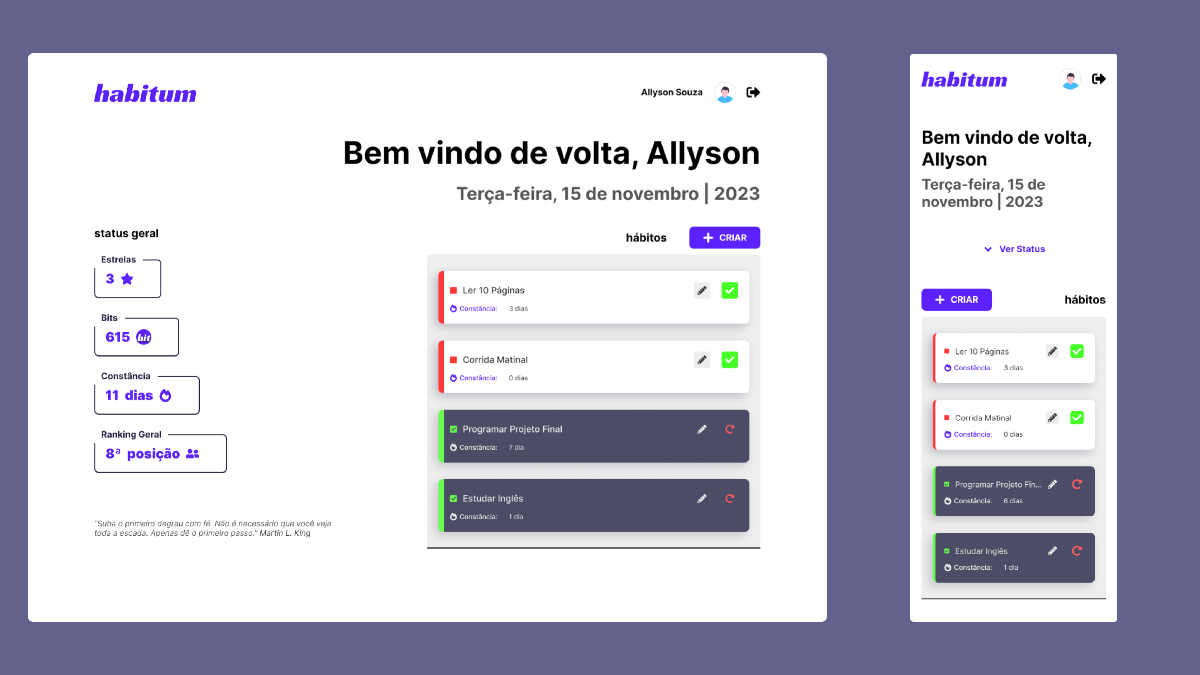 habitum
Allyson Souza
Bem vindo de volta, Allyson
Terça-feira, 15 de novembro | 2023
status geral
Estrelas
3
Bits
615 bit
Constância
11 dias
Ranking Geral
8ª posição
"Suba o primeiro degrau com fé. Não é necessário que você veja
toda a escada. Apenas dê o primeiro passo." Martin L. King
hábitos
CRIAR
Ler 10 Páginas
Constância: 3 dias
Corrida Matinal
Constância: 0 dias
Programar Projeto Final
Constância: 7 dia
Estudar Inglês
Constância: 1 dia
habitum
Bem vindo de volta,
Allyson
Terça-feira, 15 de
novembro | 2023
Ver Status
CRIAR
hábitos
Ler 10 Páginas
Constância: 3 dias
Corrida Matinal
Constância: 0 dias
Programar Projeto Fin...
Constância: 6 dias
Estudar Inglês
Constância: 1 dia